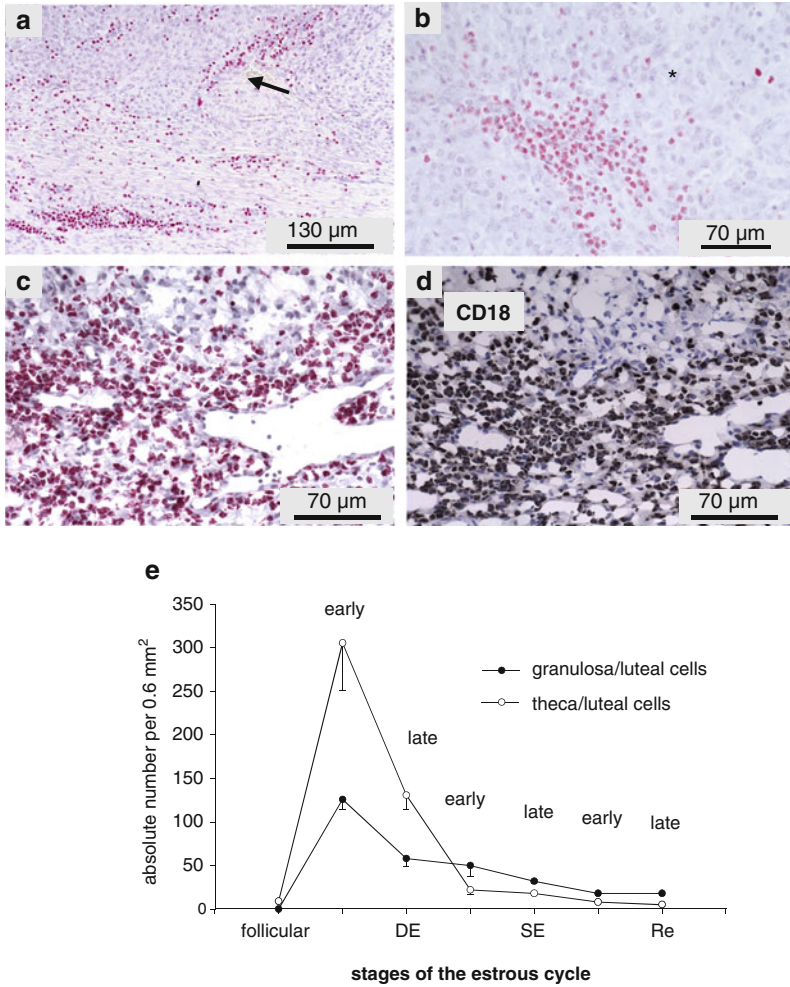 a
130 µm
b
*
70 µm
c
70 µm
d
CD18
70 µm
e
absolute number per 0.6 mm²
350
300
250
200
150
100
50
0
early
late
early
late
early
late
granulosa/luteal cells
theca/luteal cells
follicular DE SE Re
stages of the estrous cycle